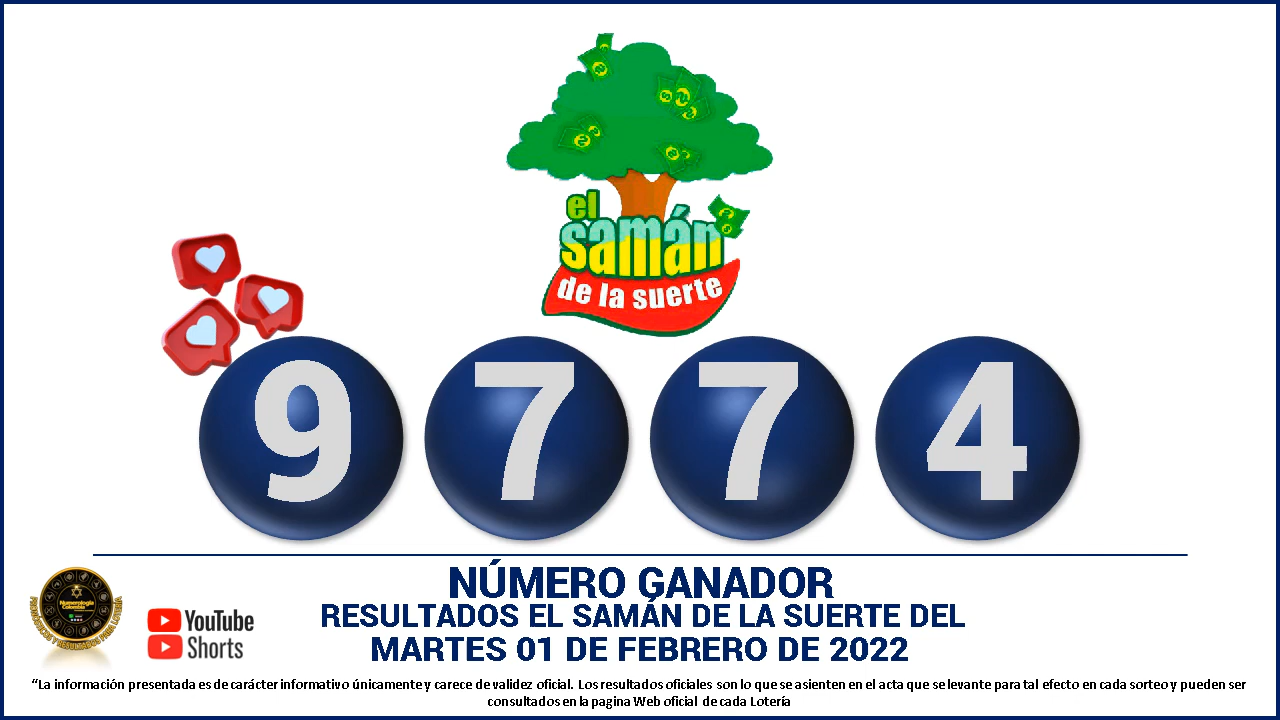 el
samán
de la suerte
9 7 7 4
NÚMERO GANADOR
RESULTADOS EL SAMÁN DE LA SUERTE DEL
MARTES 01 DE FEBRERO DE 2022
Numerología
Colombia
YouTube
Shorts
“La información presentada es de carácter informativo únicamente y carece de validez oficial. Los resultados oficiales son lo que se asienten en el acta que se levante para tal efecto en cada sorteo y pueden ser
consultados en la pagina Web oficial de cada Lotería